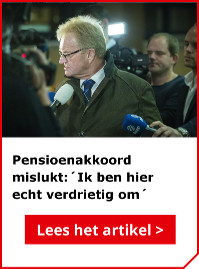 Pensioenakkoord
mislukt:´Ik ben hier
echt verdrietig om´
Lees het artikel >